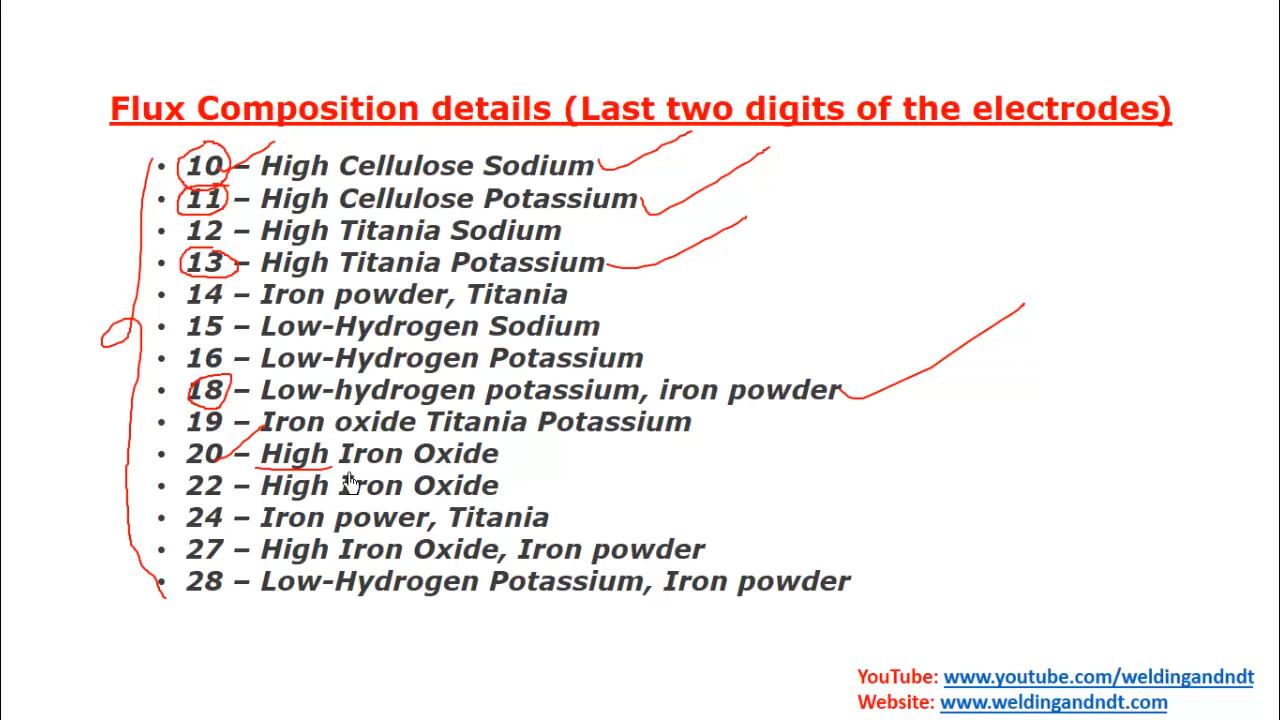 Flux Composition details (Last two digits of the electrodes)
• 10 – High Cellulose Sodium
• 11 – High Cellulose Potassium
• 12 – High Titania Sodium
• 13 – High Titania Potassium
• 14 – Iron powder, Titania
• 15 – Low-Hydrogen Sodium
• 16 – Low-Hydrogen Potassium
• 18 – Low-hydrogen potassium, iron powder
• 19 – Iron oxide Titania Potassium
• 20 – High Iron Oxide
• 22 – High Iron Oxide
• 24 – Iron power, Titania
• 27 – High Iron Oxide, Iron powder
• 28 – Low-Hydrogen Potassium, Iron powder
YouTube: www.youtube.com/weldingandndt
Website: www.weldingandndt.com